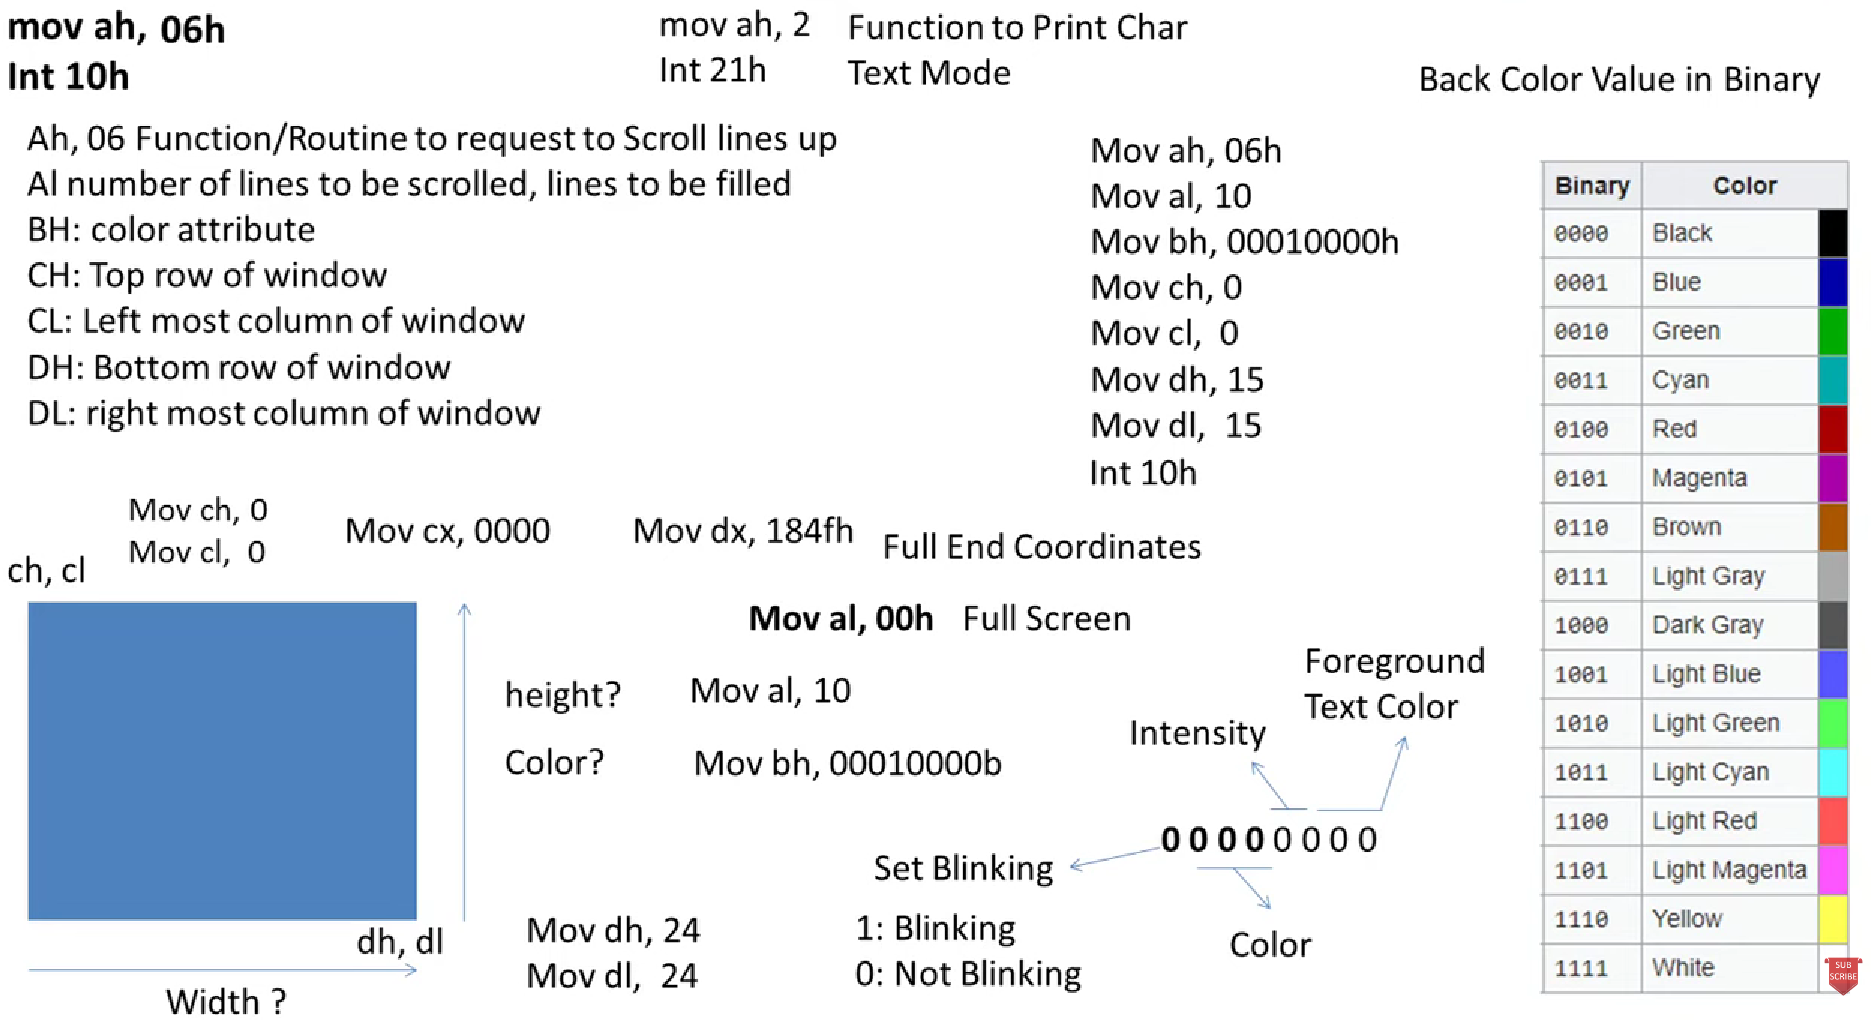 mov ah, 06h
Int 10h
mov ah, 2
Int 21h
Function to Print Char
Text Mode
Back Color Value in Binary
Ah, 06 Function/Routine to request to Scroll lines up
Al number of lines to be scrolled, lines to be filled
BH: color attribute
CH: Top row of window
CL: Left most column of window
DH: Bottom row of window
DL: right most column of window
Mov ah, 06h
Mov al, 10
Mov bh, 00010000h
Mov ch, 0
Mov cl, 0
Mov dh, 15
Mov dl, 15
Int 10h
Mov ch, 0
Mov cl, 0
Mov cx, 0000
Mov dx, 184fh
Full End Coordinates
ch, cl
Mov al, 00h Full Screen
height?
Mov al, 10
Color?
Mov bh, 00010000b
Foreground
Text Color
Intensity
0 0 0 0 0 0 0 0
Set Blinking
1: Blinking
0: Not Blinking
Color
dh, dl
Mov dh, 24
Mov dl, 24
Width ?
Binary Color
0000 Black
0001 Blue
0010 Green
0011 Cyan
0100 Red
0101 Magenta
0110 Brown
0111 Light Gray
1000 Dark Gray
1001 Light Blue
1010 Light Green
1011 Light Cyan
1100 Light Red
1101 Light Magenta
1110 Yellow
1111 White
SUB
SCRIBE